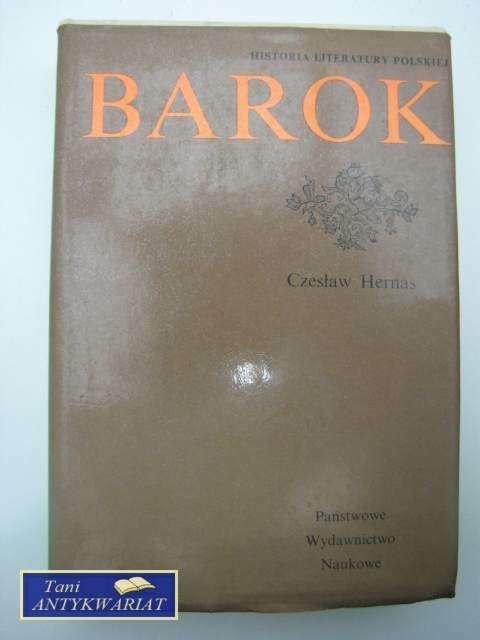 HISTORIA LITERATURY POLSKIEJ
BAROK
Czesław Hernas
Państwowe
Wydawnictwo
Naukowe
Tani
ANTYKWARIAT